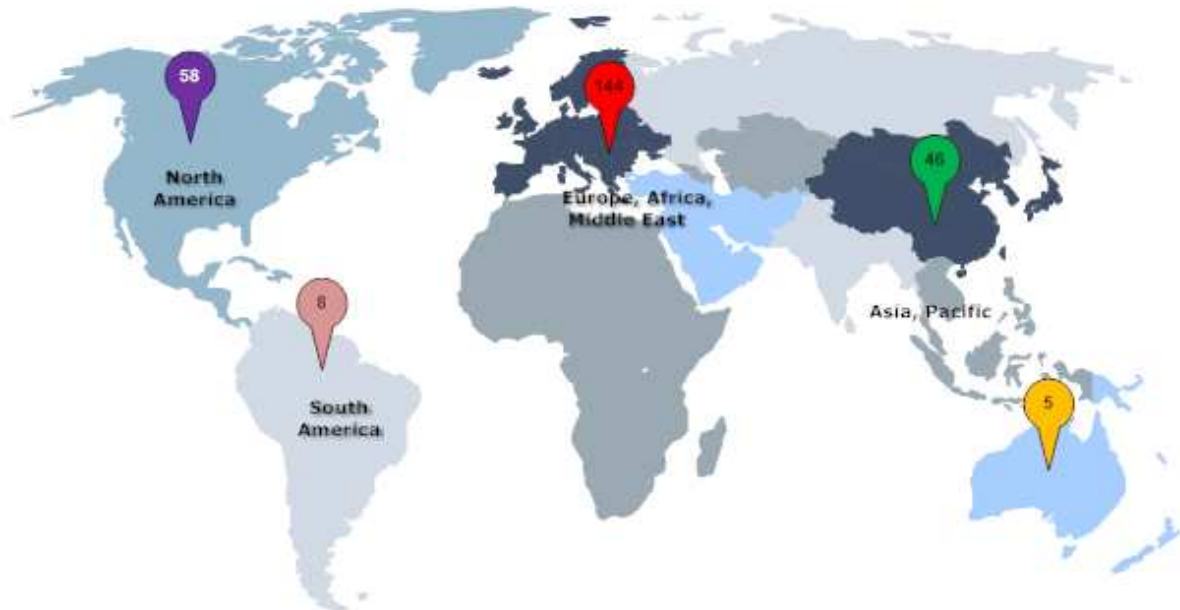 58
144
46
North
America
Europe, Africa,
Middle East
8
Asia, Pacific
South
America
5